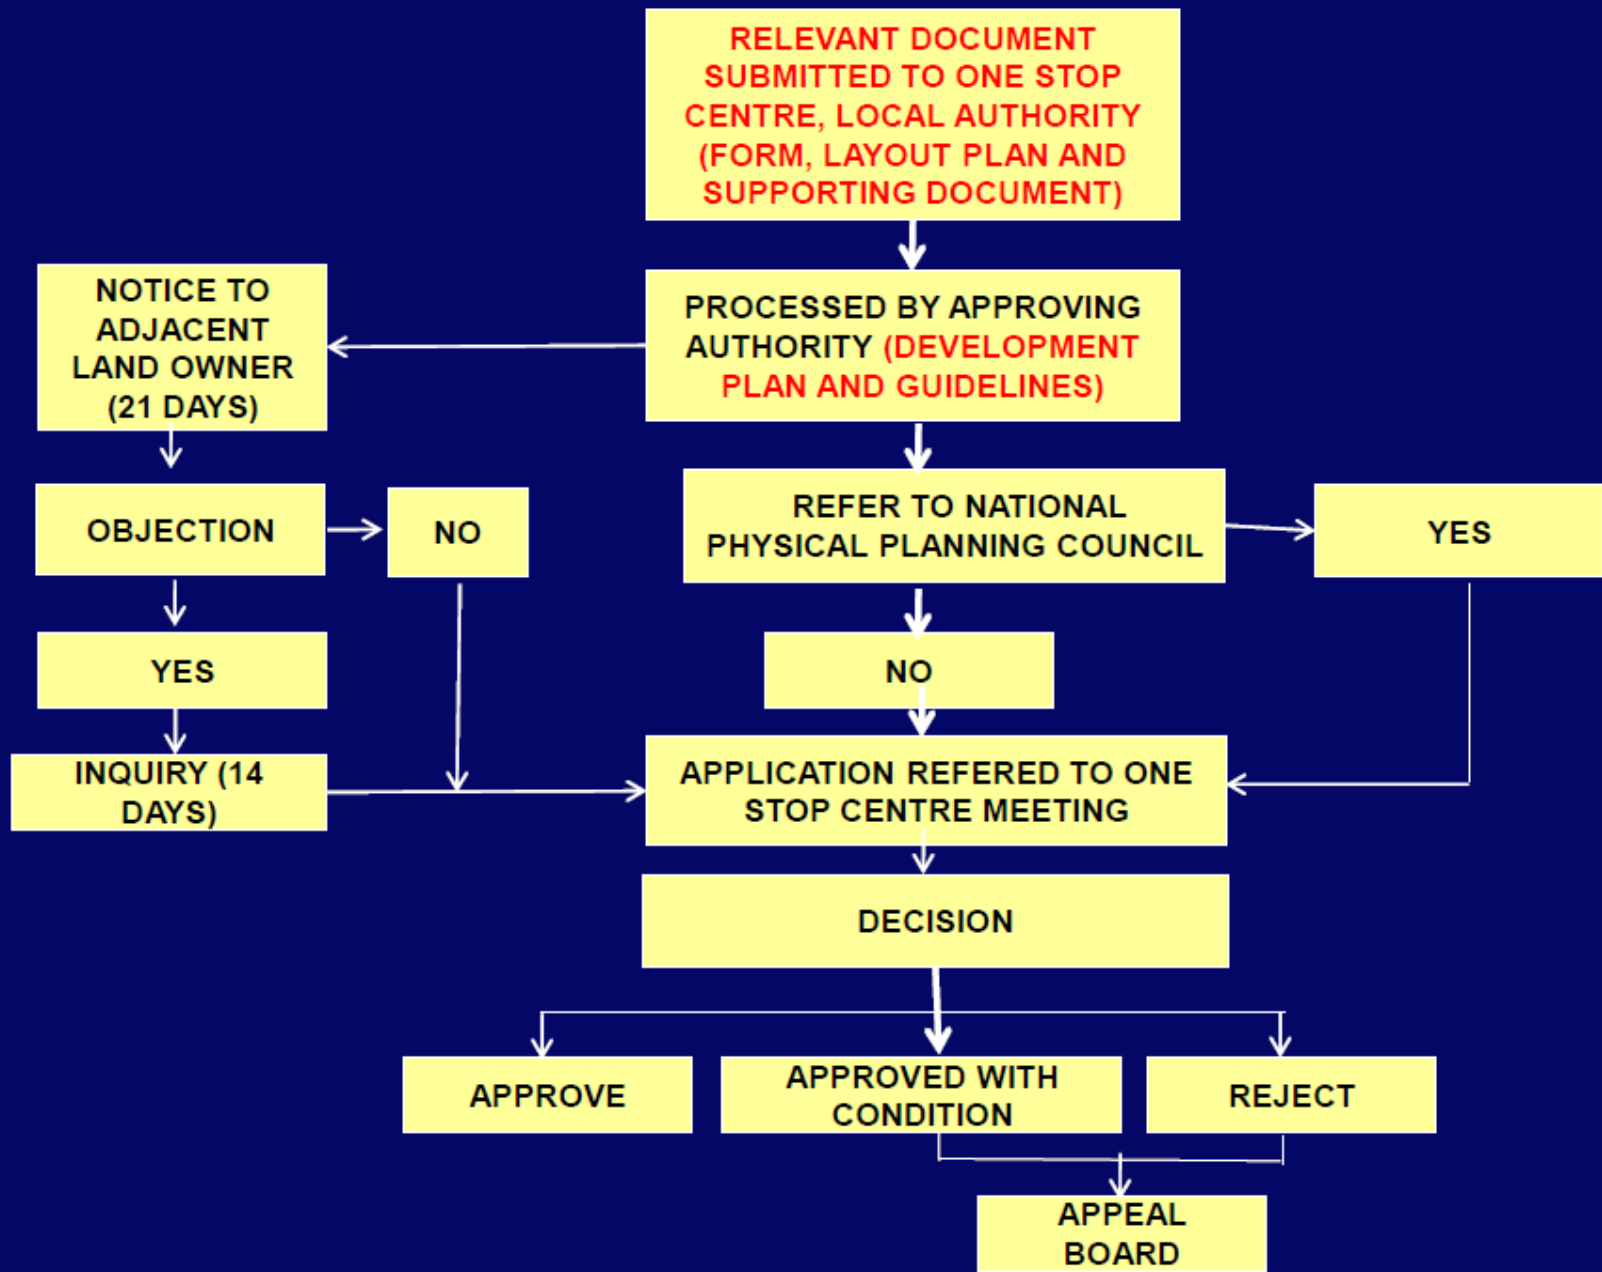 RELEVANT DOCUMENT
SUBMITTED TO ONE STOP
CENTRE, LOCAL AUTHORITY
(FORM, LAYOUT PLAN AND
SUPPORTING DOCUMENT)
NOTICE TO
ADJACENT
LAND OWNER
(21 DAYS)
PROCESSED BY APPROVING
AUTHORITY (DEVELOPMENT
PLAN AND GUIDELINES)
OBJECTION
NO
REFER TO NATIONAL
PHYSICAL PLANNING COUNCIL
YES
YES
NO
INQUIRY (14
DAYS)
APPLICATION REFERED TO ONE
STOP CENTRE MEETING
DECISION
APPROVE
APPROVED WITH
CONDITION
REJECT
APPEAL
BOARD